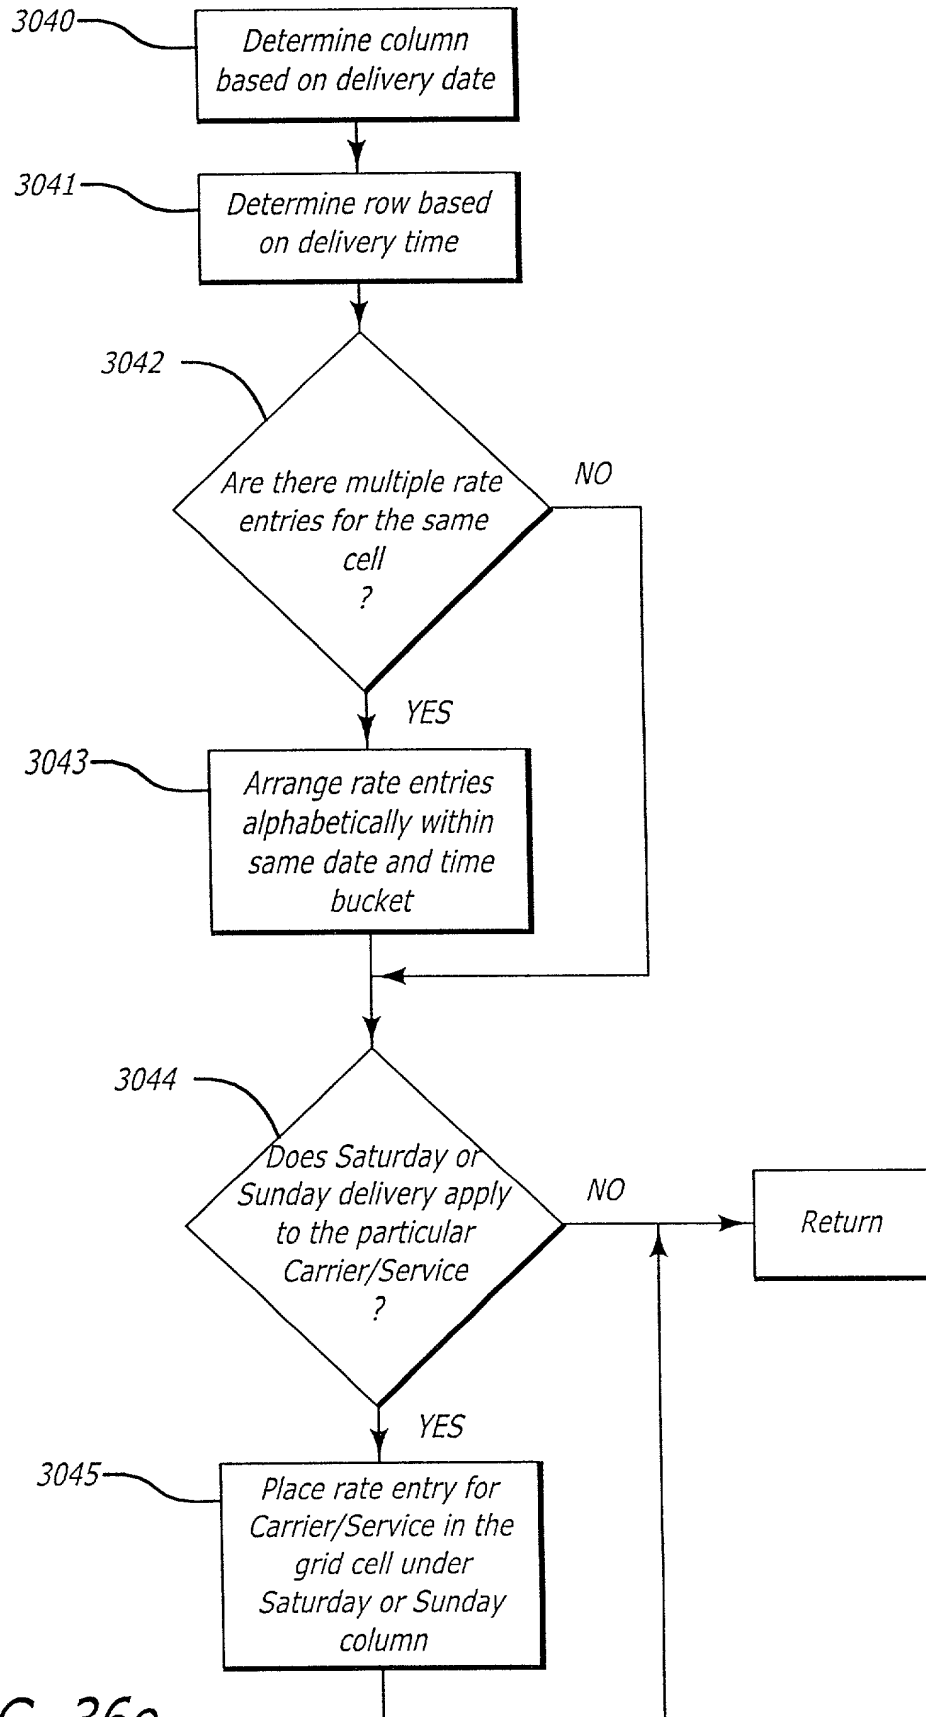 3040
Determine column
based on delivery date
3041
Determine row based
on delivery time
3042
Are there multiple rate
entries for the same
cell
?
NO
YES
3043
Arrange rate entries
alphabetically within
same date and time
bucket
3044
Does Saturday or
Sunday delivery apply
to the particular
Carrier/Service
?
NO
Return
YES
3045
Place rate entry for
Carrier/Service in the
grid cell under
Saturday or Sunday
column